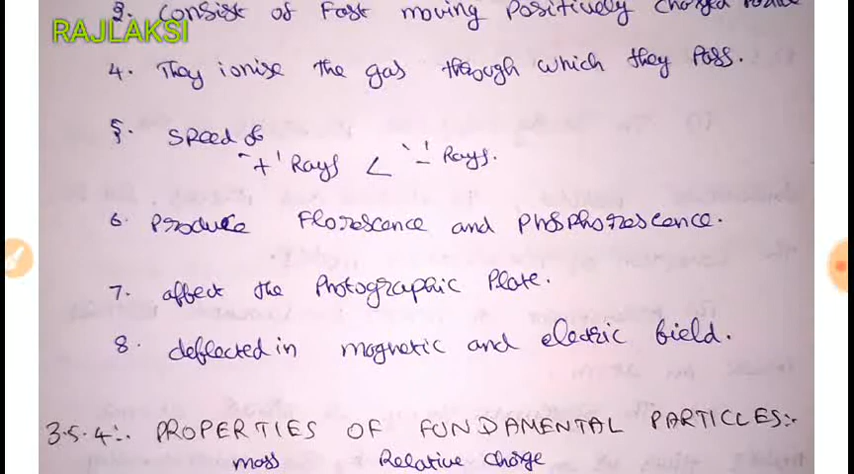 3. Consist of Fast moving Positively Charged
RAJLAKSI
4. They ionise the gas through which they Pass.
5. Speed of
'+' Rays < '-' Rays.
6. Produce Florescence and Phosphorescence.
7. affect the Photographic Plate.
8. deflected in magnetic and electric field.
3.5.4:. PROPERTIES OF FUNDAMENTAL PARTICLES:-
mass Relative Charge